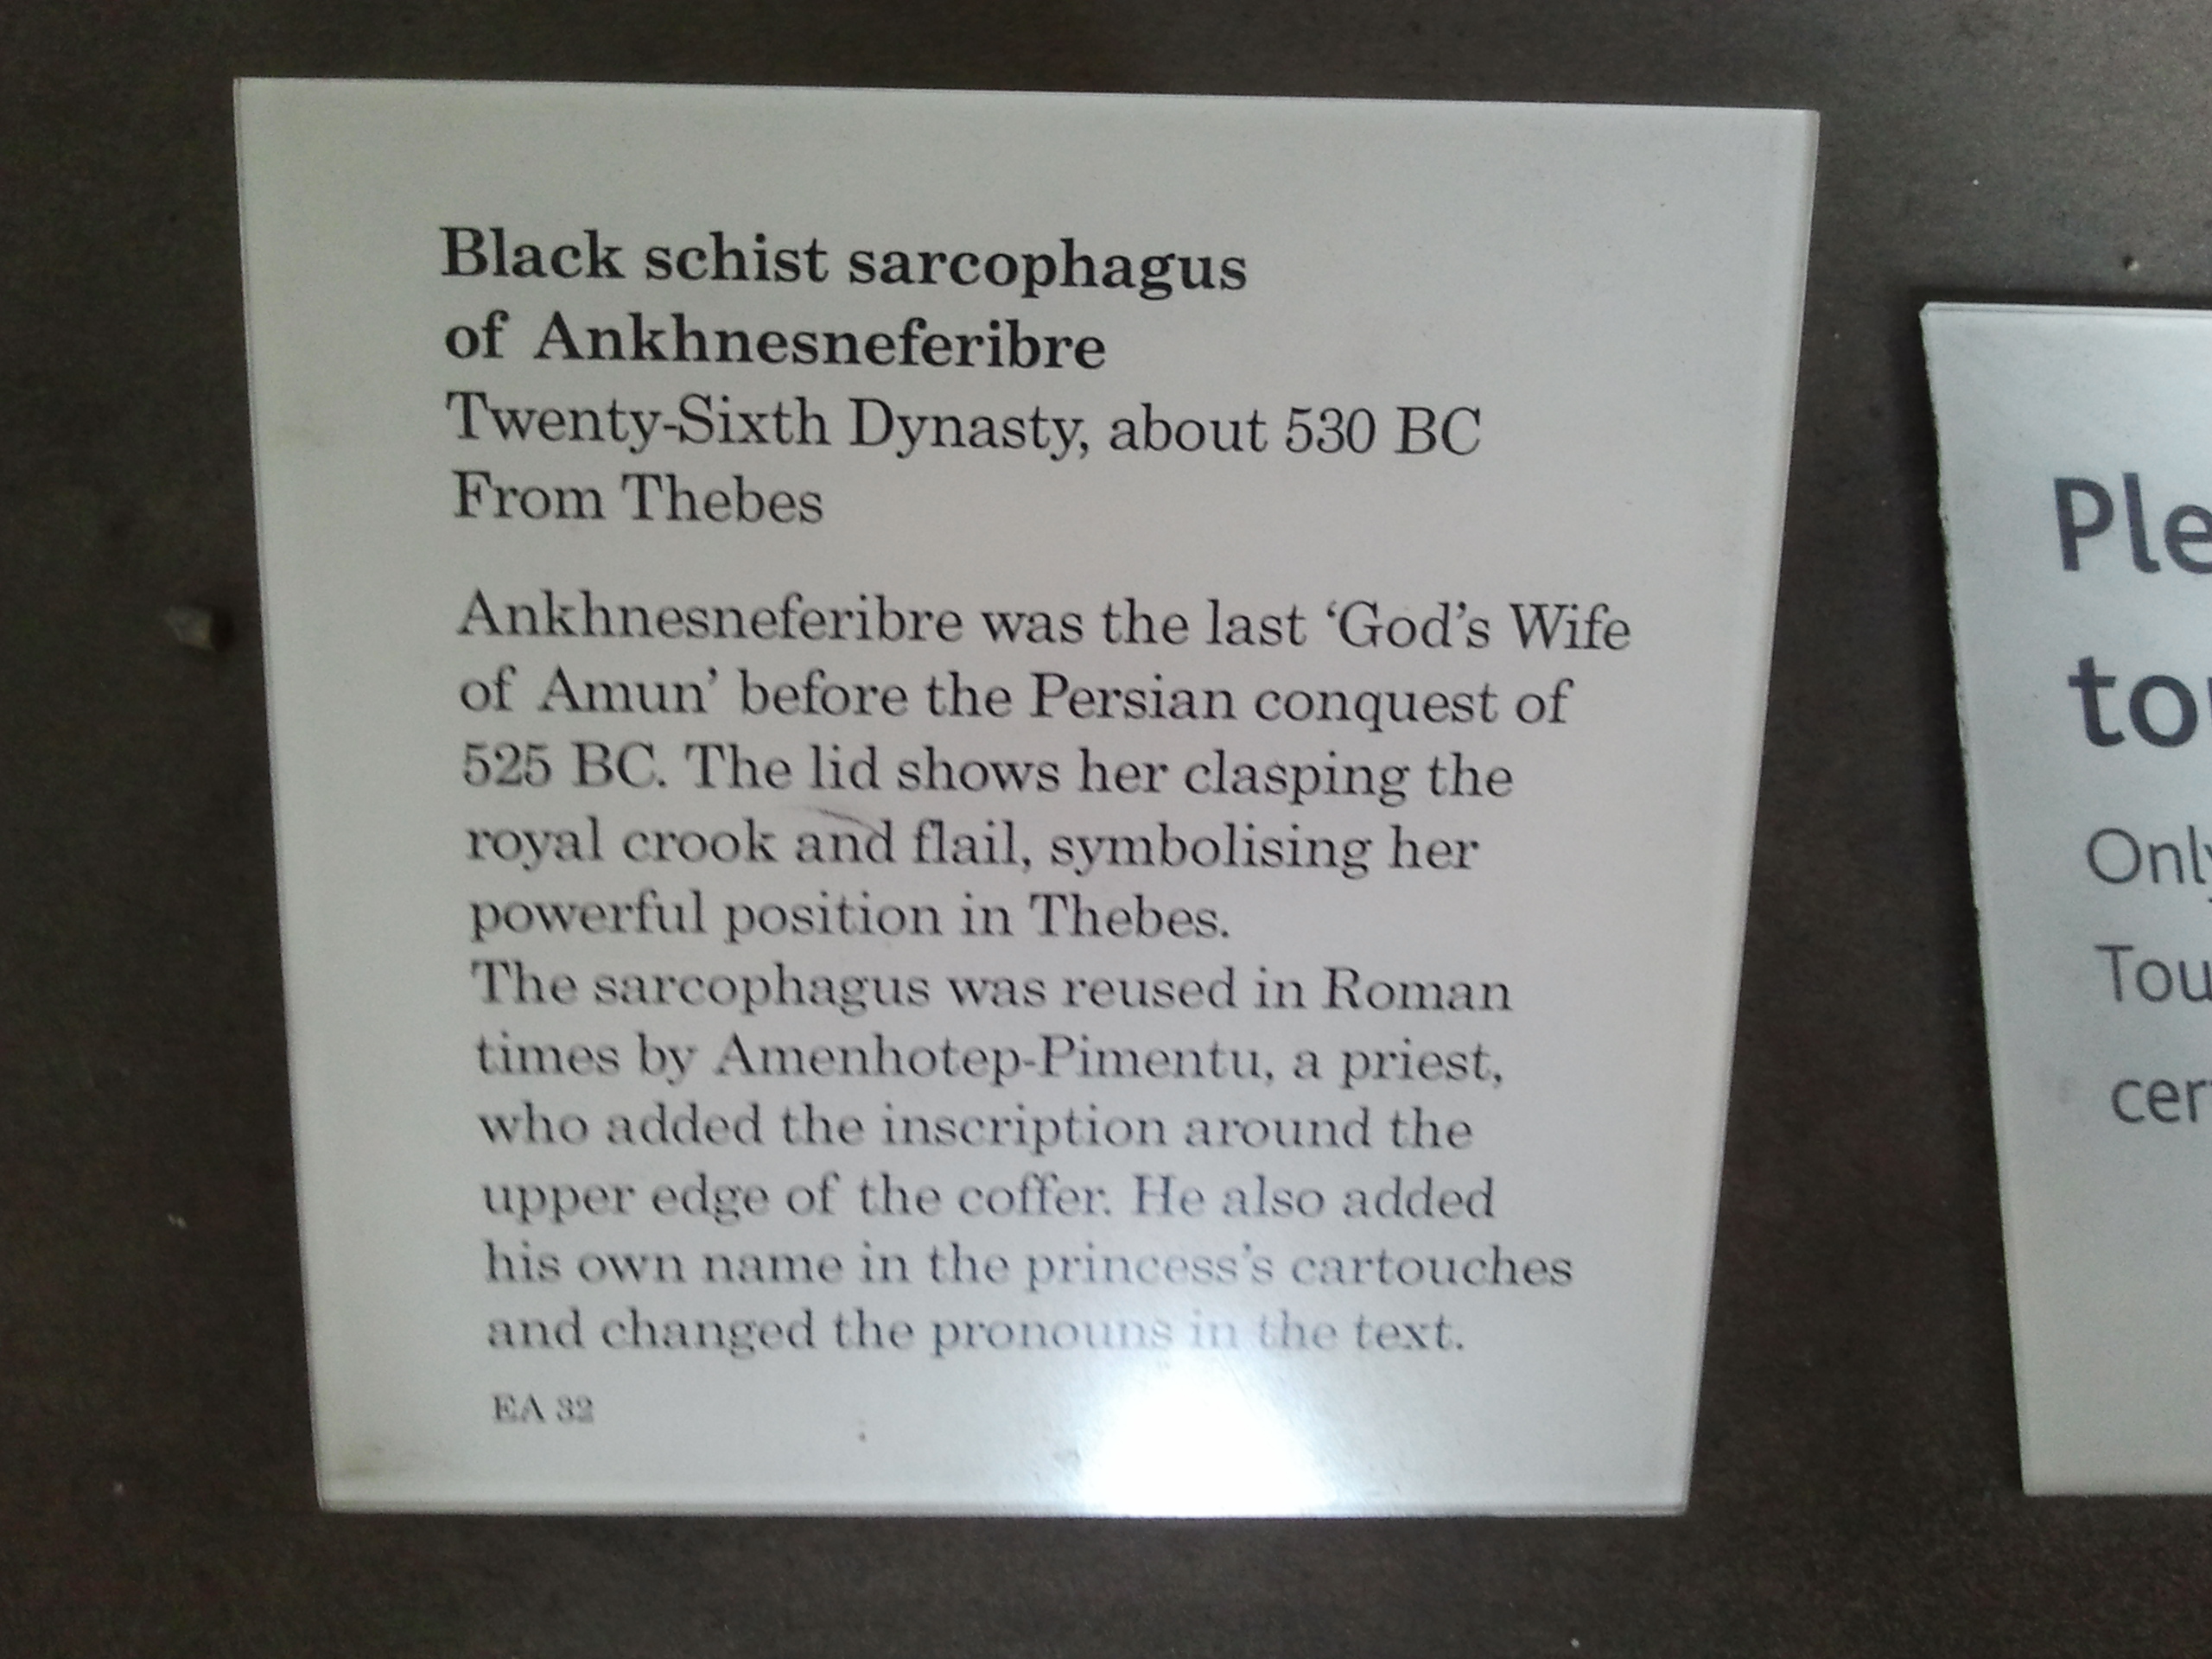 Black schist sarcophagus
of Ankhnesneferibre
Twenty-Sixth Dynasty, about 530 BC
From Thebes
Ankhnesneferibre was the last ‘God’s Wife
of Amun’ before the Persian conquest of
525 BC. The lid shows her clasping the
royal crook and flail, symbolising her
powerful position in Thebes.
The sarcophagus was reused in Roman
times by Amenhotep-Pimentu, a priest,
who added the inscription around the
upper edge of the coffer. He also added
his own name in the princess’s cartouches
and changed the pronouns in the text.
EA 32